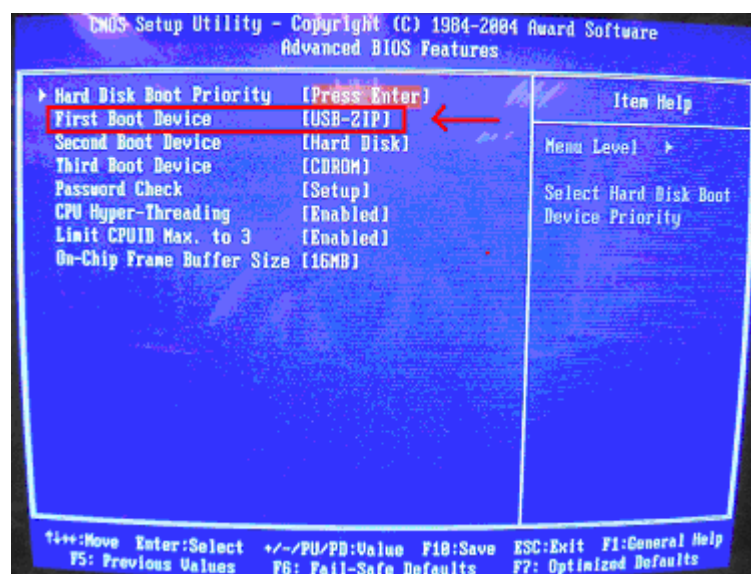 CMOS Setup Utility - Copyright (C) 1984-2004 Award Software
Advanced BIOS Features
Hard Disk Boot Priority [Press Enter]
First Boot Device [USB-ZIP]
Second Boot Device [Hard Disk]
Third Boot Device [CDROM]
Password Check [Setup]
CPU Hyper-Threading [Enabled]
Limit CPUID Max. to 3 [Enabled]
On-Chip Frame Buffer Size [16MB]
Item Help
Menu Level
Select Hard Disk Boot
Device Priority
↑↓→←:Move Enter:Select +/-/PU/PD:Value F10:Save ESC:Exit F1:General Help
F5: Previous Values F6: Fail-Safe Defaults F7: Optimized Defaults